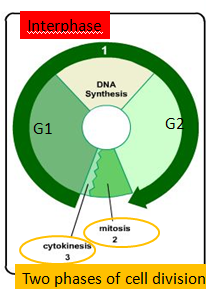 Interphase
1
DNA
Synthesis
G1
G2
mitosis
2
cytokinesis
3
Two phases of cell division